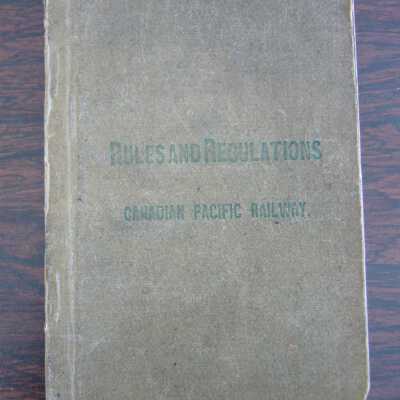 RULES AND REGULATIONS
CANADIAN PACIFIC RAILWAY.